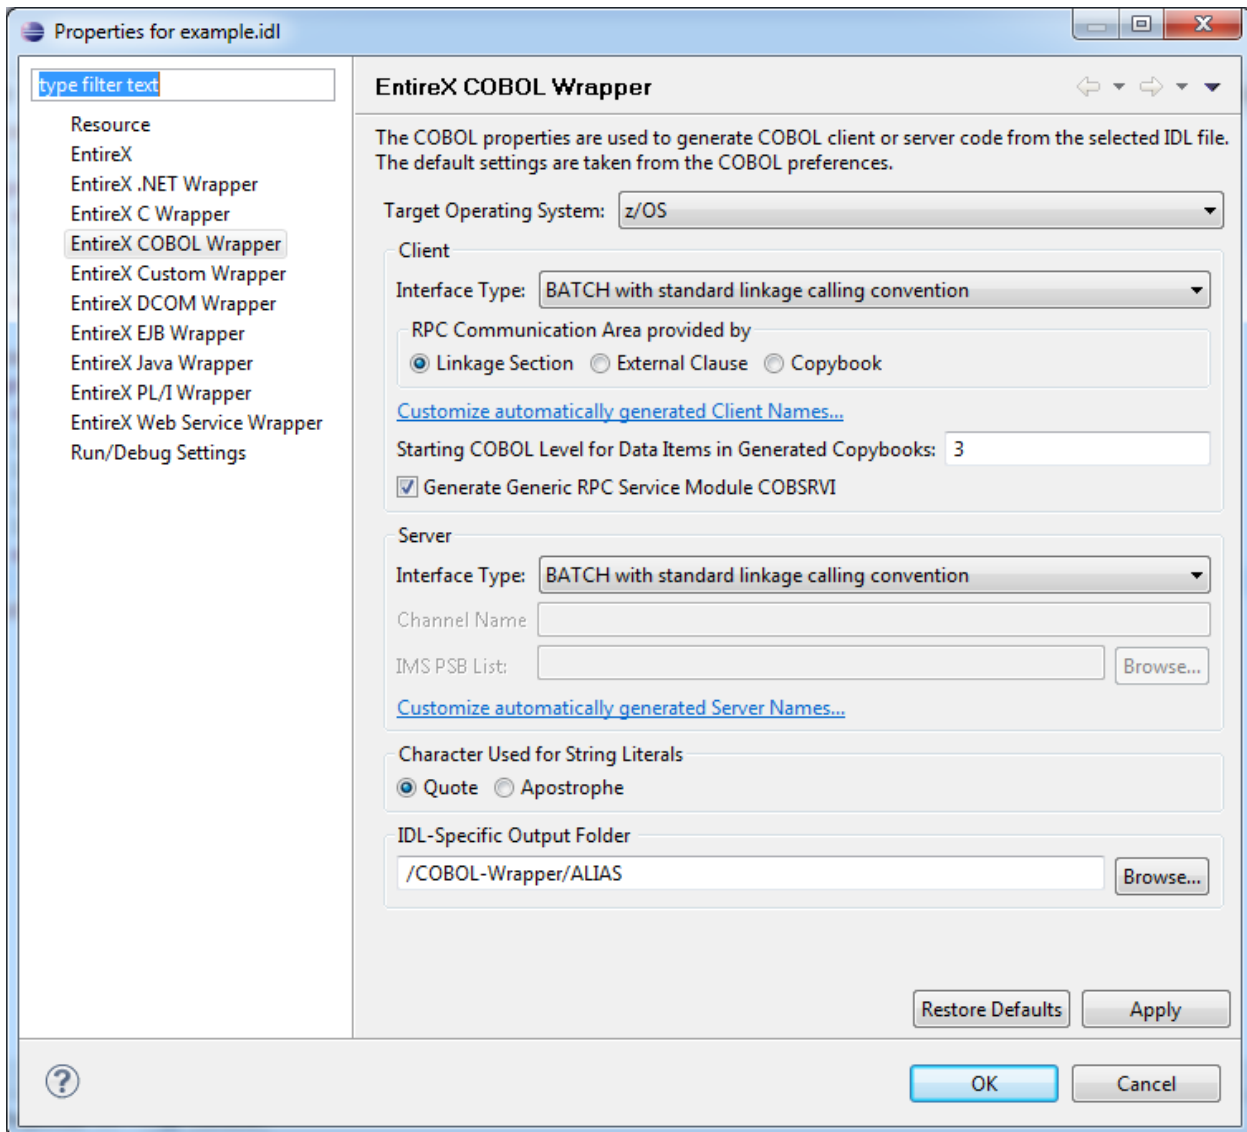 Properties for example.idl
type filter text
Resource
EntireX
EntireX .NET Wrapper
EntireX C Wrapper
EntireX COBOL Wrapper
EntireX Custom Wrapper
EntireX DCOM Wrapper
EntireX EJB Wrapper
EntireX Java Wrapper
EntireX PL/I Wrapper
EntireX Web Service Wrapper
Run/Debug Settings
EntireX COBOL Wrapper
The COBOL properties are used to generate COBOL client or server code from the selected IDL file.
The default settings are taken from the COBOL preferences.
Target Operating System: z/OS
Client
Interface Type: BATCH with standard linkage calling convention
RPC Communication Area provided by
Linkage Section External Clause Copybook
Customize automatically generated Client Names...
Starting COBOL Level for Data Items in Generated Copybooks: 3
Generate Generic RPC Service Module COBSRVI
Server
Interface Type: BATCH with standard linkage calling convention
Channel Name
IMS PSB List: Browse...
Customize automatically generated Server Names...
Character Used for String Literals
Quote Apostrophe
IDL-Specific Output Folder
/COBOL-Wrapper/ALIAS Browse...
Restore Defaults Apply
OK Cancel